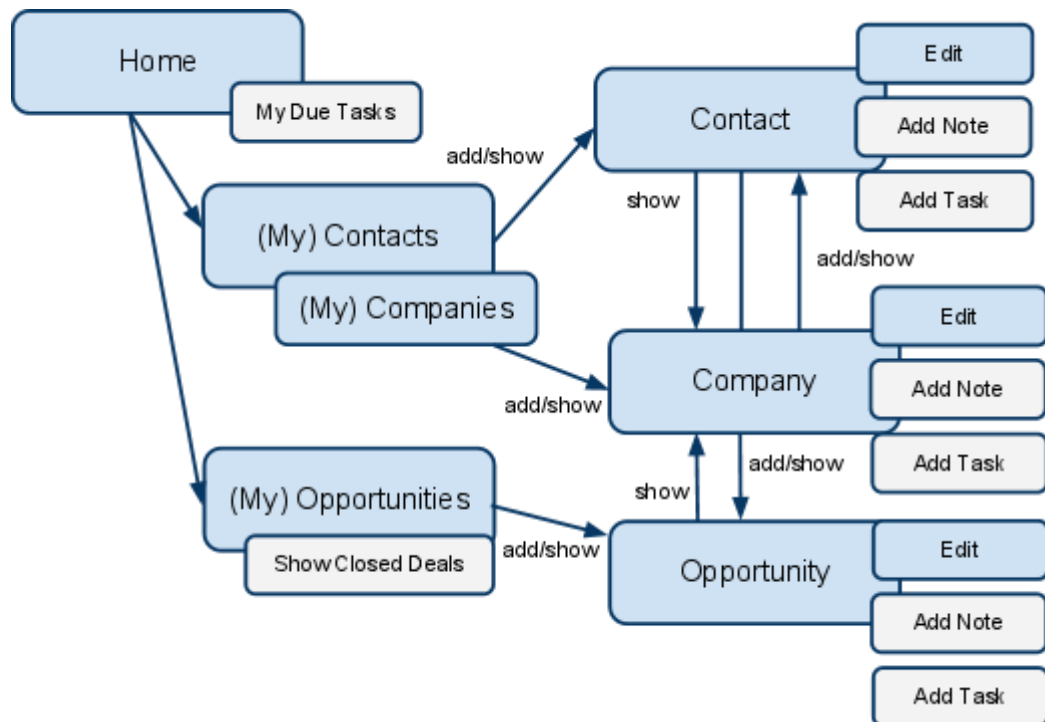 Home
My Due Tasks
Contact
Edit
Add Note
Add Task
add/show
show
add/show
(My) Contacts
(My) Companies
add/show
Company
Edit
Add Note
Add Task
show
add/show
(My) Opportunities
Show Closed Deals
add/show
Opportunity
Edit
Add Note
Add Task